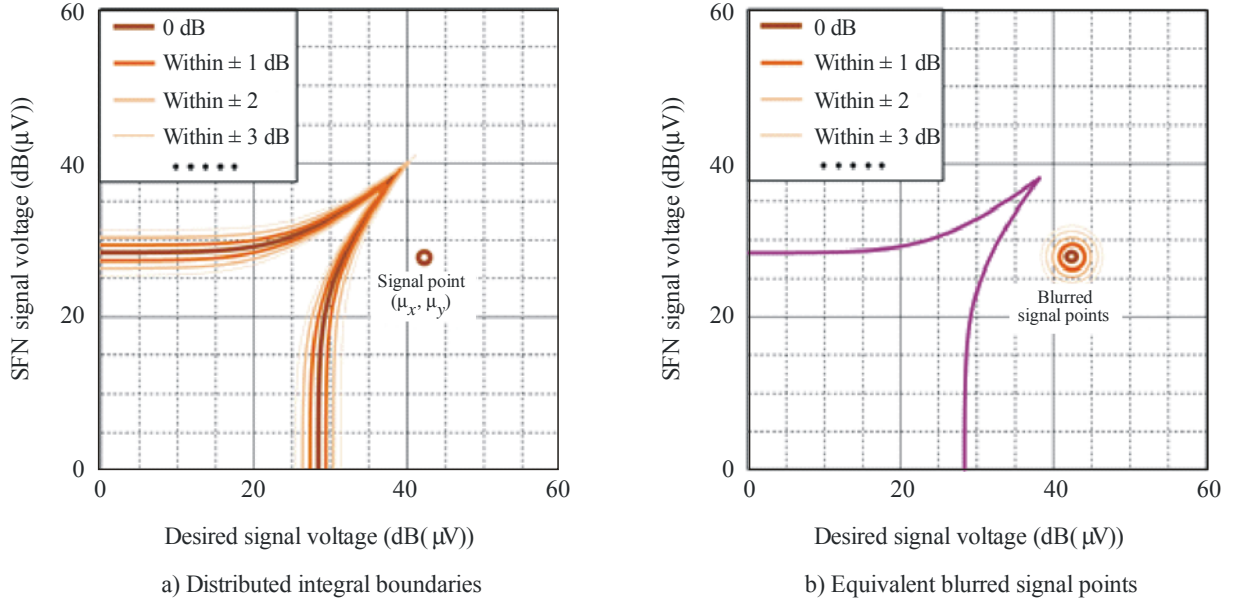 60
0 dB
Within ± 1 dB
Within ± 2
Within ± 3 dB
40
20
0
SFN signal voltage (dB(µV))
Signal point
(µx, µy)
0 20 40 60
Desired signal voltage (dB( µV))
a) Distributed integral boundaries
60
0 dB
Within ± 1 dB
Within ± 2
Within ± 3 dB
40
20
0
SFN signal voltage (dB(µV))
Blurred
signal points
0 20 40 60
Desired signal voltage (dB( µV))
b) Equivalent blurred signal points